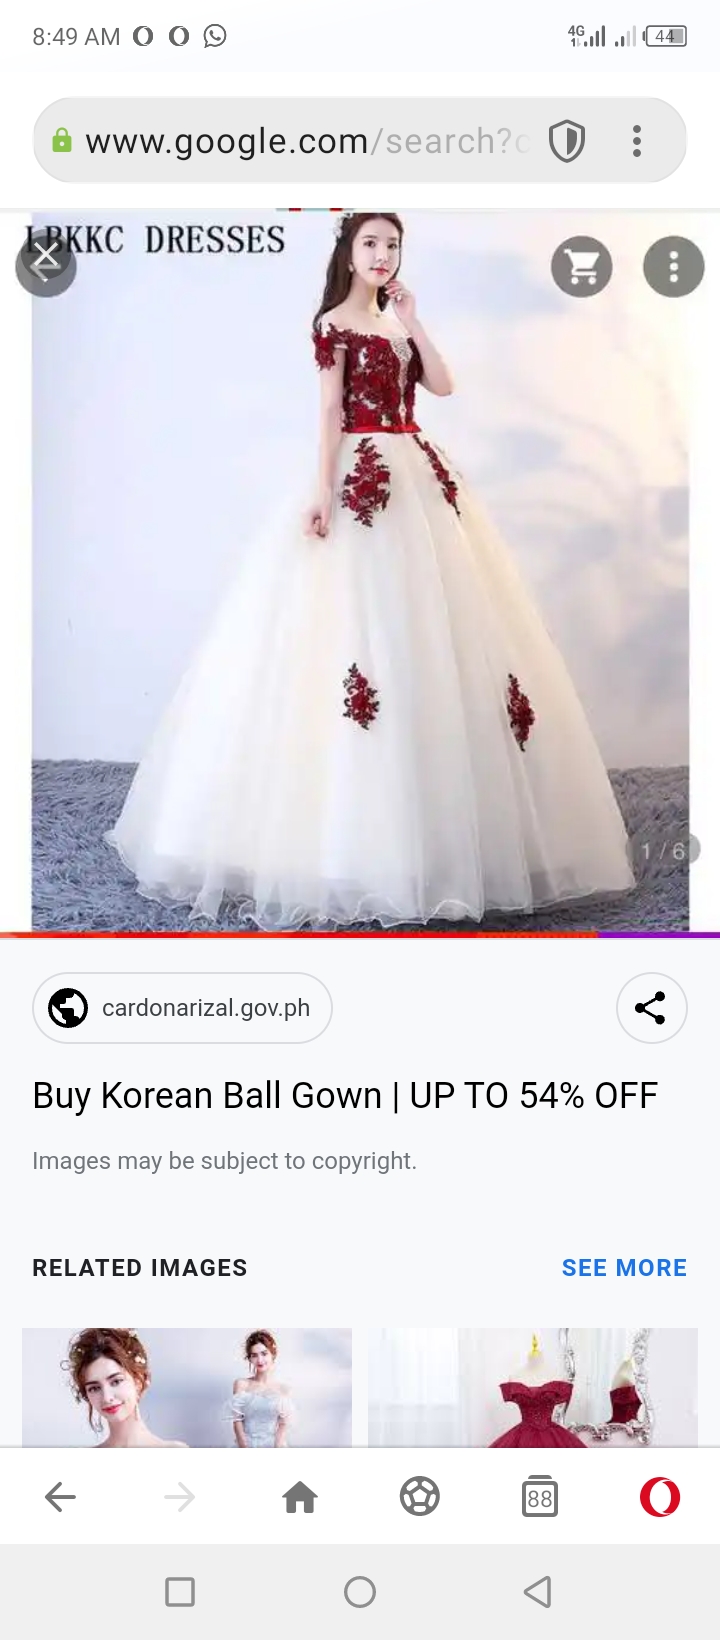 8:49 AM
4G
44
www.google.com/search?
LBKKC DRESSES
1 / 6
cardonarizal.gov.ph
Buy Korean Ball Gown | UP TO 54% OFF
Images may be subject to copyright.
RELATED IMAGES
SEE MORE
88